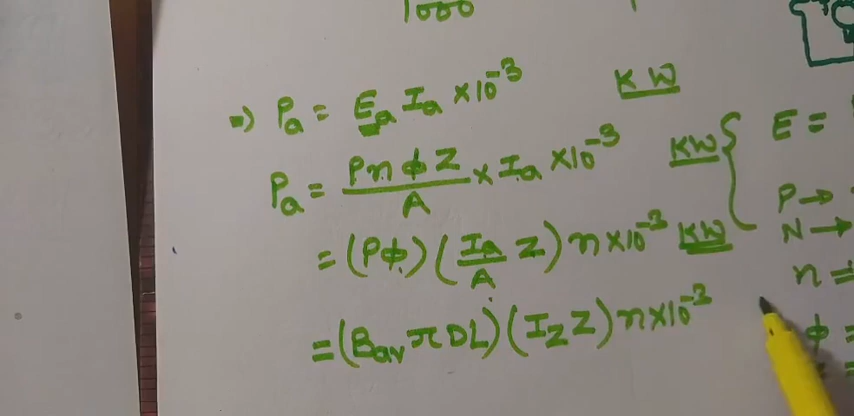 1000
⇒ Pa = Ea Ia ×10⁻³ KW
Pa = PnϕZ/A × Ia ×10⁻³ KW
= (Pϕ) (Ia/A Z) n×10⁻³ KW
= (Bav π DL) (Iz Z) n×10⁻³
E =
P →
N →
n =
ϕ =